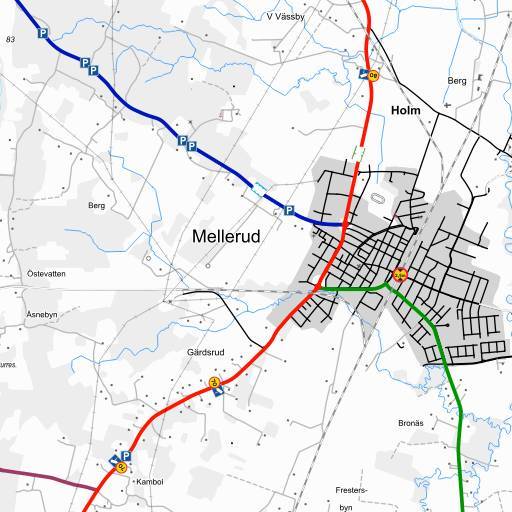 V Vässby
83
P
P
P
Berg
Holm
P
P
Berg
P
Mellerud
Östevatten
Åsnebyn
Gärdsrud
Bronäs
P
Kambol
Fresters-
byn